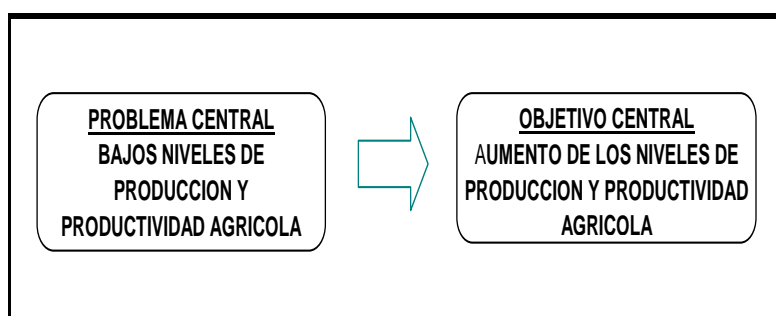 PROBLEMA CENTRAL
BAJOS NIVELES DE
PRODUCCION Y
PRODUCTIVIDAD AGRICOLA
OBJETIVO CENTRAL
AUMENTO DE LOS NIVELES DE
PRODUCCION Y PRODUCTIVIDAD
AGRICOLA